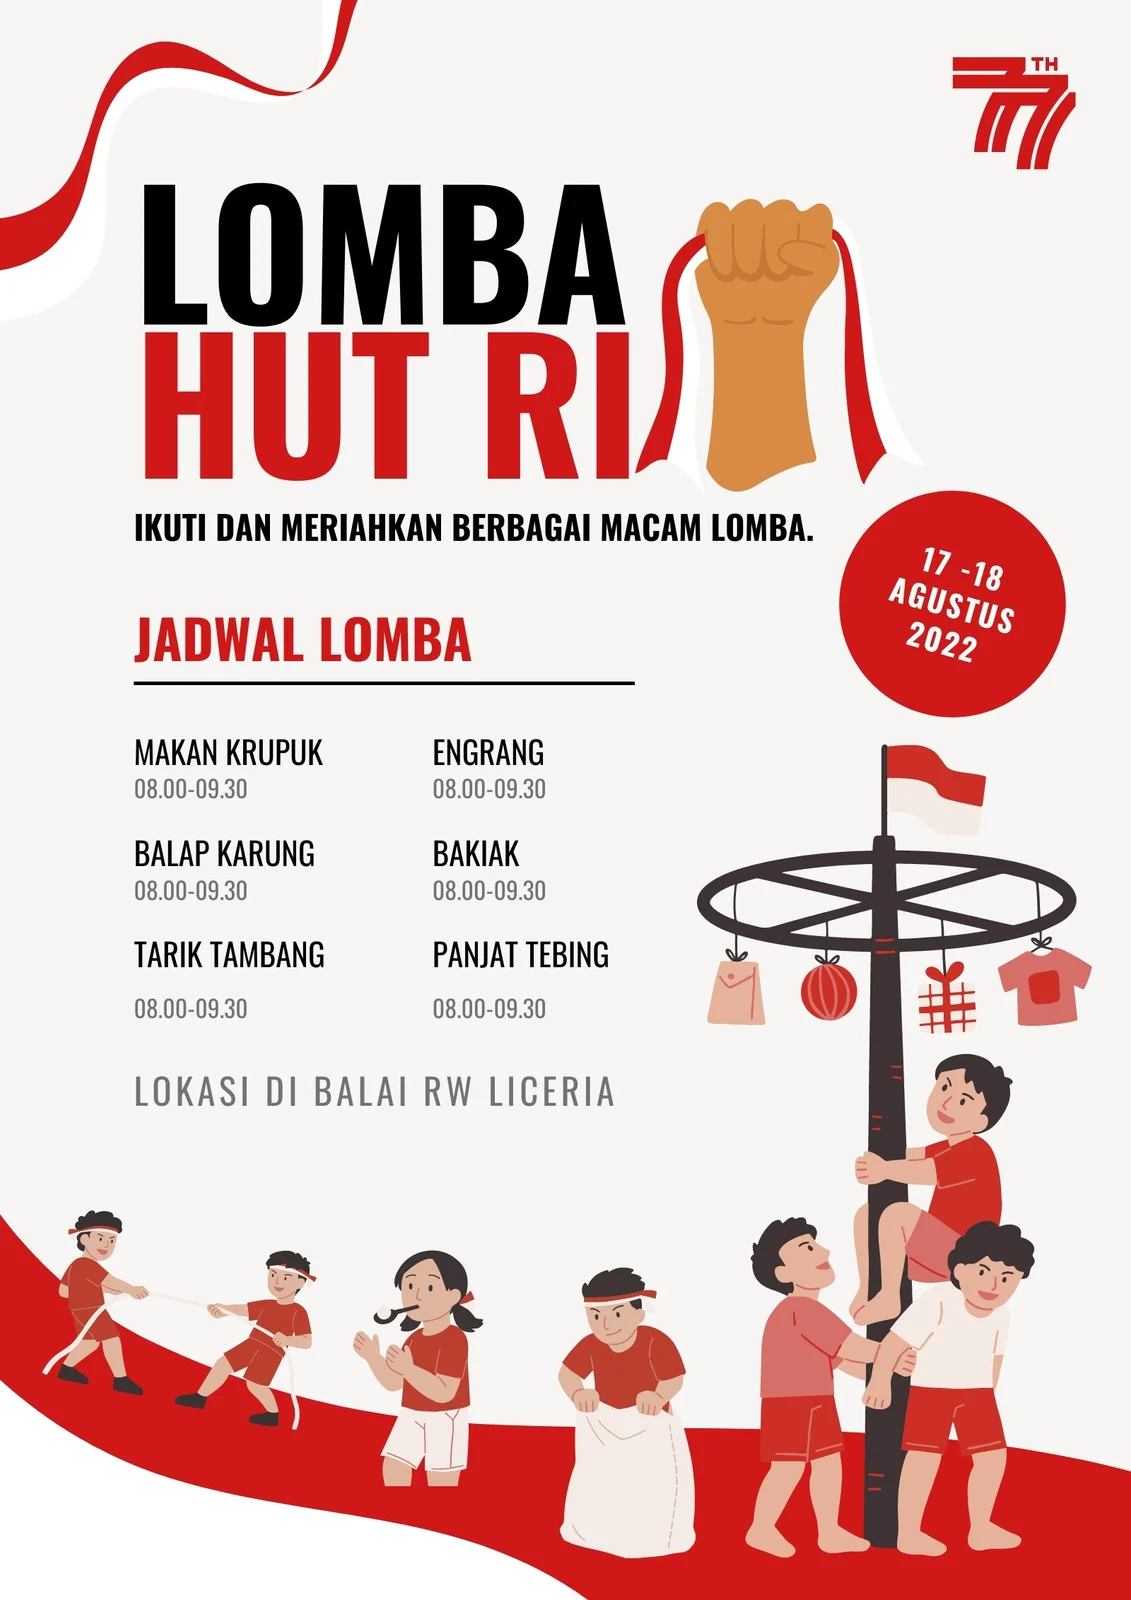 77 TH
LOMBA
HUT RI
IKUTI DAN MERIAHKAN BERBAGAI MACAM LOMBA.
17 -18
AGUSTUS
2022
JADWAL LOMBA
MAKAN KRUPUK
08.00-09.30
BALAP KARUNG
08.00-09.30
TARIK TAMBANG
08.00-09.30
ENGRANG
08.00-09.30
BAKIAK
08.00-09.30
PANJAT TEBING
08.00-09.30
LOKASI DI BALAI RW LICERIA